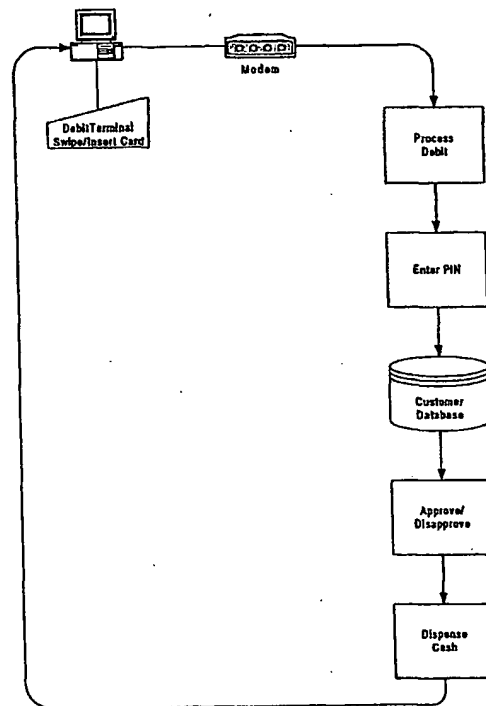 Modem
DebitTerminal
Swipe/Insert Card
Process
Debit
Enter PIN
Customer
Database
Approve/
Disapprove
Dispense
Cash